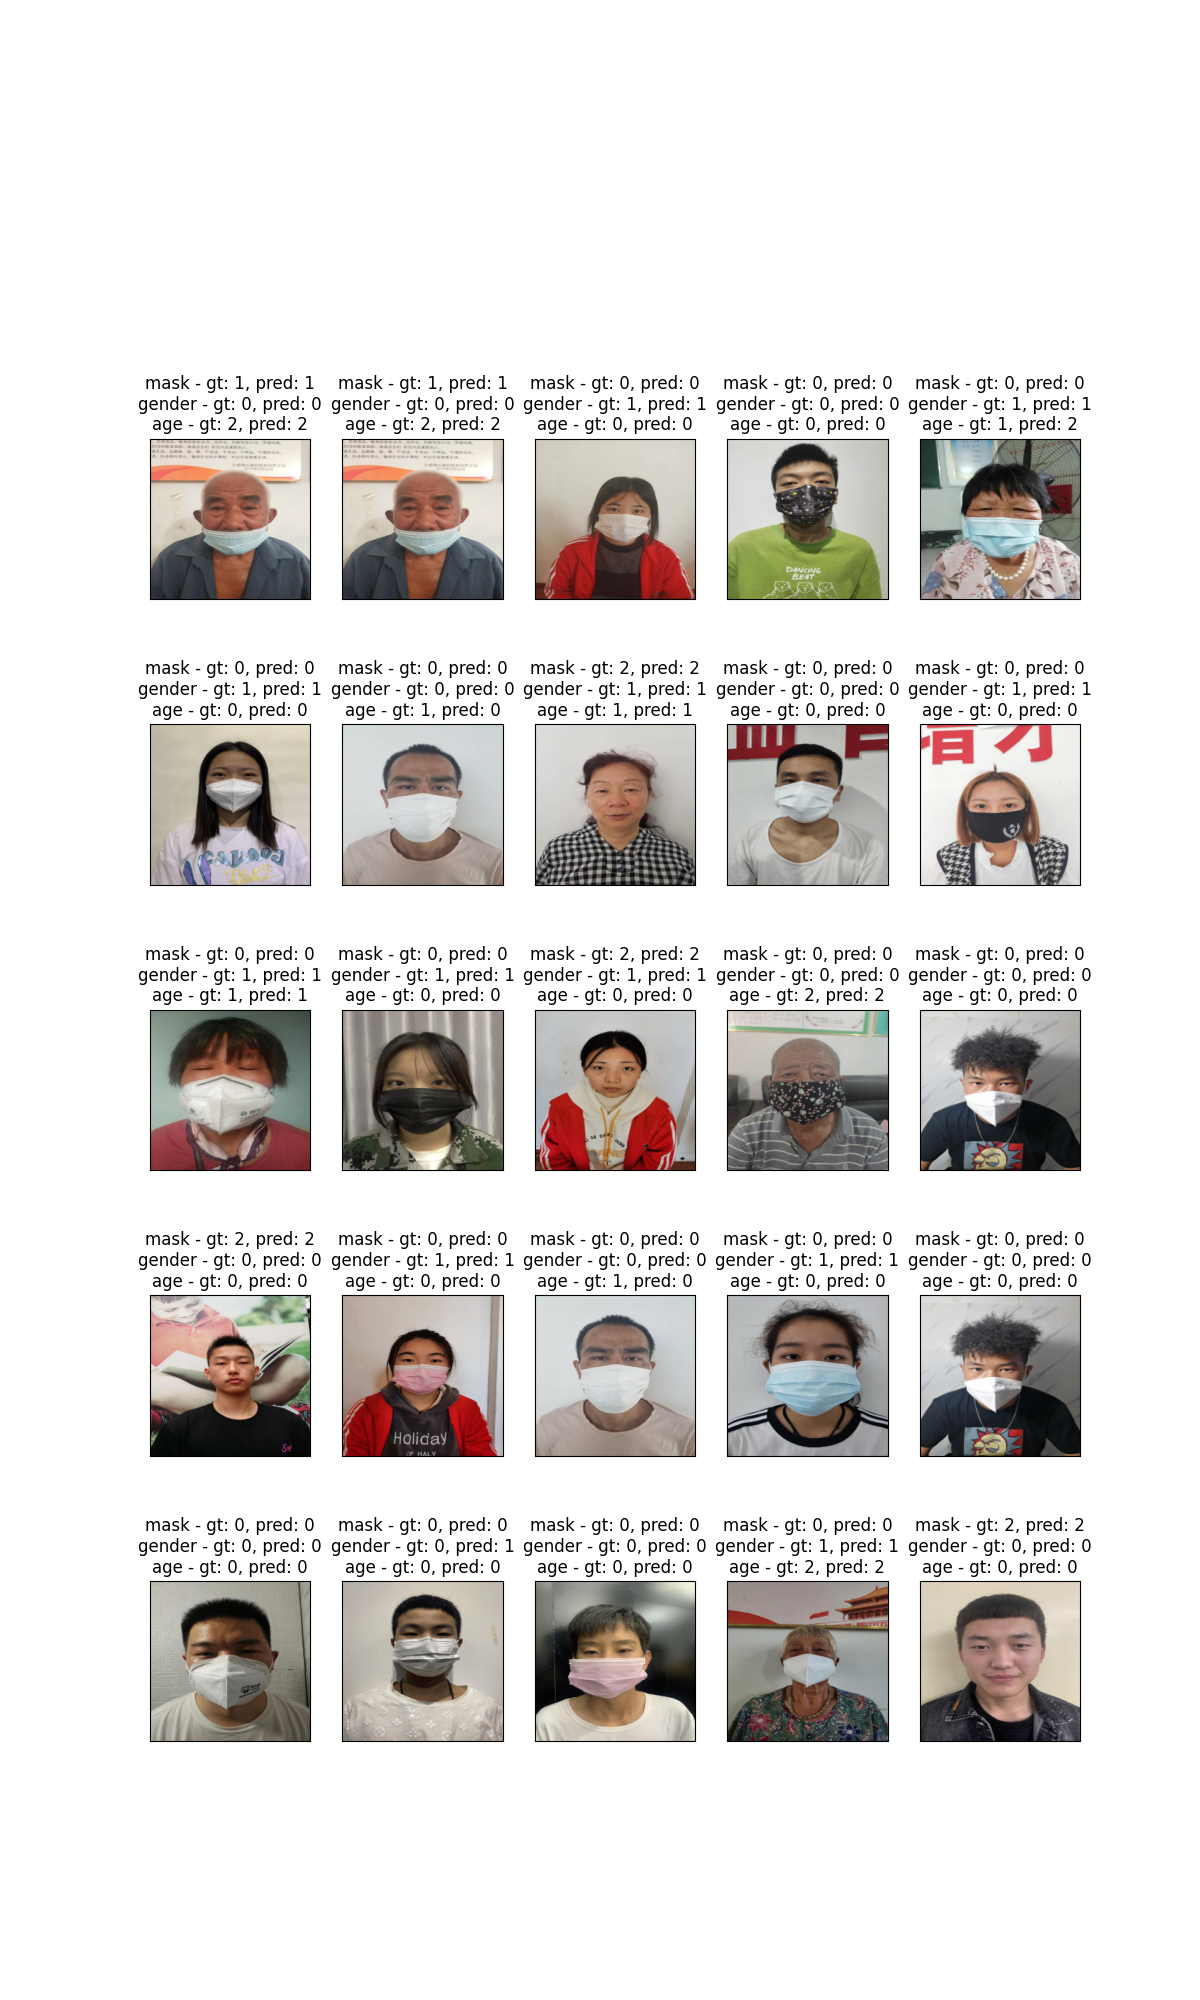 mask - gt: 1, pred: 1
gender - gt: 0, pred: 0
age - gt: 2, pred: 2
mask - gt: 1, pred: 1
gender - gt: 0, pred: 0
age - gt: 2, pred: 2
mask - gt: 0, pred: 0
gender - gt: 1, pred: 1
age - gt: 0, pred: 0
mask - gt: 0, pred: 0
gender - gt: 0, pred: 0
age - gt: 0, pred: 0
DANCING
BEAT
mask - gt: 0, pred: 0
gender - gt: 1, pred: 1
age - gt: 1, pred: 2
mask - gt: 0, pred: 0
gender - gt: 1, pred: 1
age - gt: 0, pred: 0
mask - gt: 0, pred: 0
gender - gt: 0, pred: 0
age - gt: 1, pred: 0
mask - gt: 2, pred: 2
gender - gt: 1, pred: 1
age - gt: 1, pred: 1
mask - gt: 0, pred: 0
gender - gt: 0, pred: 0
age - gt: 0, pred: 0
mask - gt: 0, pred: 0
gender - gt: 1, pred: 1
age - gt: 0, pred: 0
mask - gt: 0, pred: 0
gender - gt: 1, pred: 1
age - gt: 1, pred: 1
mask - gt: 0, pred: 0
gender - gt: 1, pred: 1
age - gt: 0, pred: 0
mask - gt: 2, pred: 2
gender - gt: 1, pred: 1
age - gt: 0, pred: 0
mask - gt: 0, pred: 0
gender - gt: 0, pred: 0
age - gt: 2, pred: 2
mask - gt: 0, pred: 0
gender - gt: 0, pred: 0
age - gt: 0, pred: 0
mask - gt: 2, pred: 2
gender - gt: 0, pred: 0
age - gt: 0, pred: 0
mask - gt: 0, pred: 0
gender - gt: 1, pred: 1
age - gt: 0, pred: 0
Holiday
OF HALY
mask - gt: 0, pred: 0
gender - gt: 0, pred: 0
age - gt: 1, pred: 0
mask - gt: 0, pred: 0
gender - gt: 1, pred: 1
age - gt: 0, pred: 0
mask - gt: 0, pred: 0
gender - gt: 0, pred: 0
age - gt: 0, pred: 0
mask - gt: 0, pred: 0
gender - gt: 0, pred: 0
age - gt: 0, pred: 0
mask - gt: 0, pred: 0
gender - gt: 0, pred: 1
age - gt: 0, pred: 0
mask - gt: 0, pred: 0
gender - gt: 0, pred: 0
age - gt: 0, pred: 0
mask - gt: 0, pred: 0
gender - gt: 1, pred: 1
age - gt: 2, pred: 2
mask - gt: 2, pred: 2
gender - gt: 0, pred: 0
age - gt: 0, pred: 0